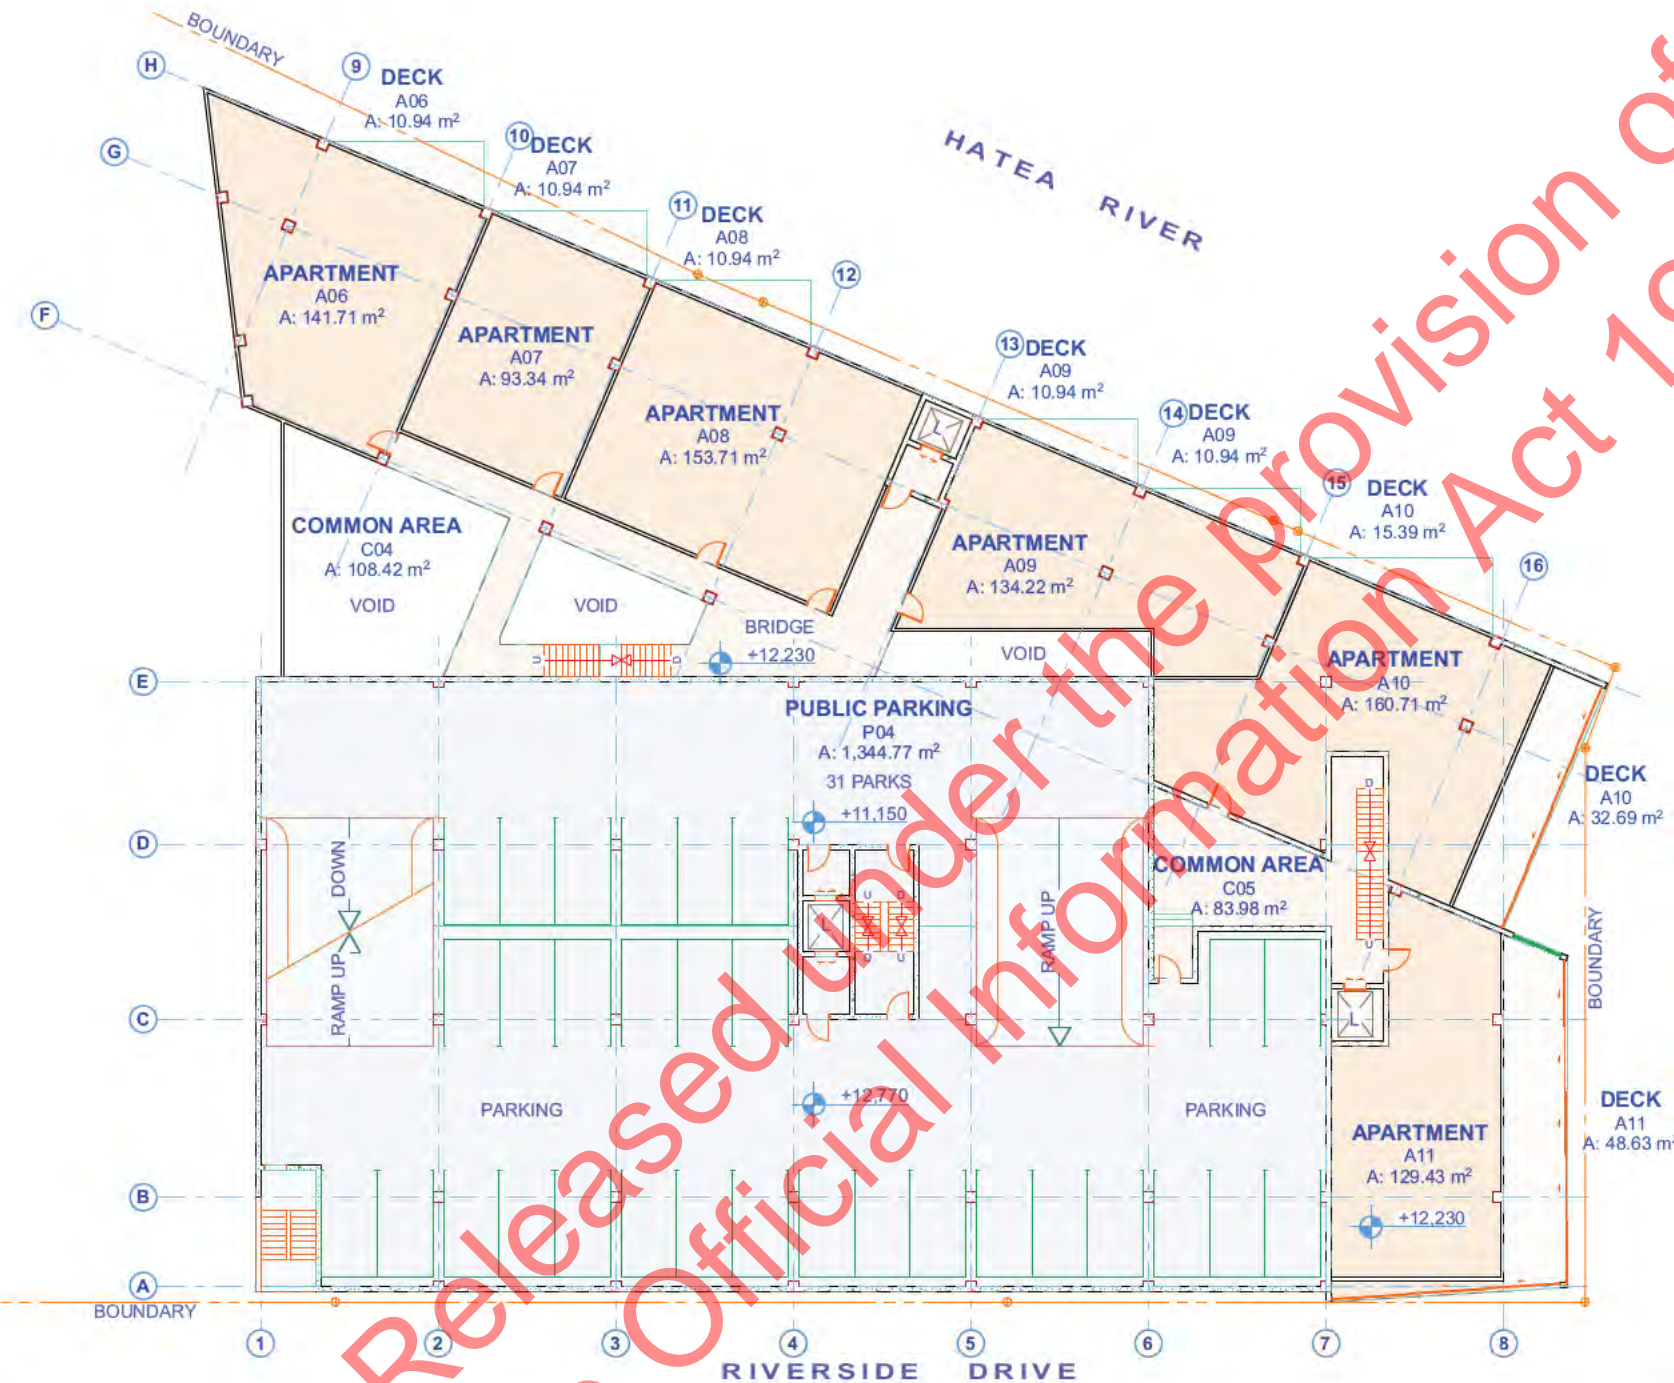 BOUNDARY
H
9
DECK
A06
A: 10.94 m²
G
10
DECK
A07
A: 10.94 m²
HATEA RIVER
11
DECK
A08
A: 10.94 m²
12
F
APARTMENT
A06
A: 141.71 m²
APARTMENT
A07
A: 93.34 m²
13
DECK
A09
A: 10.94 m²
14
DECK
A09
A: 10.94 m²
APARTMENT
A08
A: 153.71 m²
L
15
DECK
A10
A: 15.39 m²
16
COMMON AREA
C04
A: 108.42 m²
VOID
VOID
APARTMENT
A09
A: 134.22 m²
BRIDGE
+12,230
VOID
U
D
E
APARTMENT
A10
A: 160.71 m²
PUBLIC PARKING
P04
A: 1,344.77 m²
31 PARKS
+11,150
DECK
A10
A: 32.69 m²
D
D
RAMP UP
DOWN
COMMON AREA
C05
A: 83.98 m²
U
D
L
D
U
RAMP UP
U
BOUNDARY
C
L
+12,770
PARKING
PARKING
DECK
A11
A: 48.63 m²
APARTMENT
A11
A: 129.43 m²
+12,230
B
A
BOUNDARY
1
2
3
4
5
6
7
8
RIVERSIDE DRIVE
Released under the provision of
Official Information Act 19